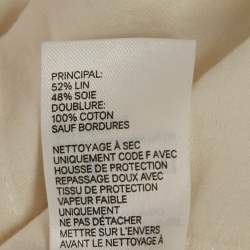 PRINCIPAL:
52% LIN
48% SOIE
DOUBLURE:
100% COTON
SAUF BORDURES
NETTOYAGE À SEC
UNIQUEMENT CODE F AVEC
HOUSSE DE PROTECTION
REPASSAGE DOUX AVEC
TISSU DE PROTECTION
VAPEUR FAIBLE
UNIQUEMENT
NE PAS DÉTACHER
METTRE SUR L'ENVERS
AVANT LE NETTOYAGE À